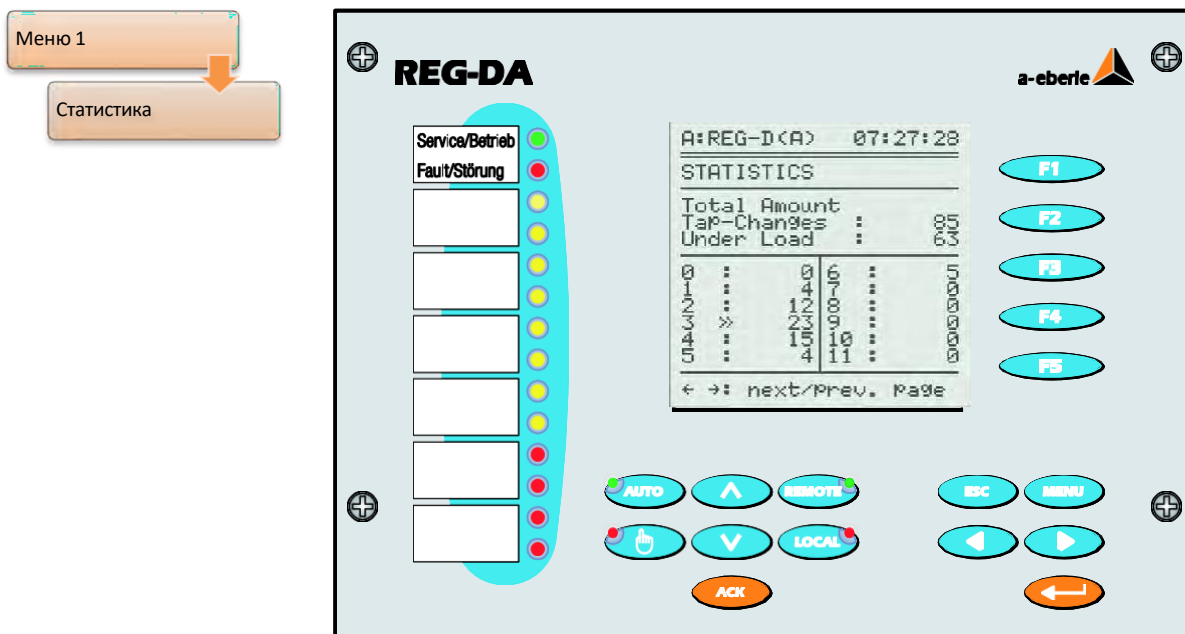 Меню 1
Статистика
REG-DA
a-eberle
Service/Betrieb
Fault/Störung
A:REG-D(A) 07:27:28
STATISTICS
Total Amount
Tap-Changes : 85
Under Load : 63
0 : 0 6 : 5
1 : 4 7 : 0
2 : 12 8 : 0
3 » 23 9 : 0
4 : 15 10 : 0
5 : 4 11 : 0
← →: next/prev. page
F1
F2
F3
F4
F5
AUTO
REMOTE
ESC
MENU
LOCAL
ACK